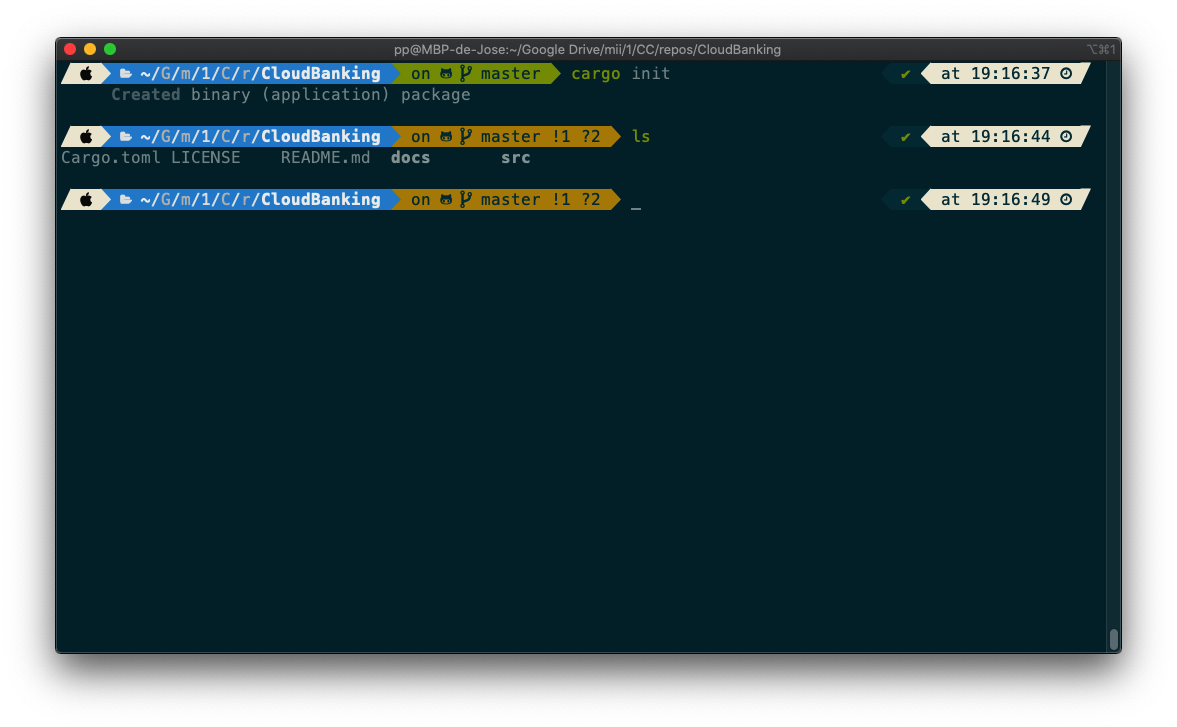 pp@MBP-de-Jose:~/Google Drive/mii/1/CC/repos/CloudBanking ⌥⌘1
~/G/m/1/C/r/CloudBanking on master cargo init ✔ at 19:16:37
Created binary (application) package
~/G/m/1/C/r/CloudBanking on master !1 ?2 ls ✔ at 19:16:44
Cargo.toml LICENSE README.md docs src
~/G/m/1/C/r/CloudBanking on master !1 ?2 _ ✔ at 19:16:49